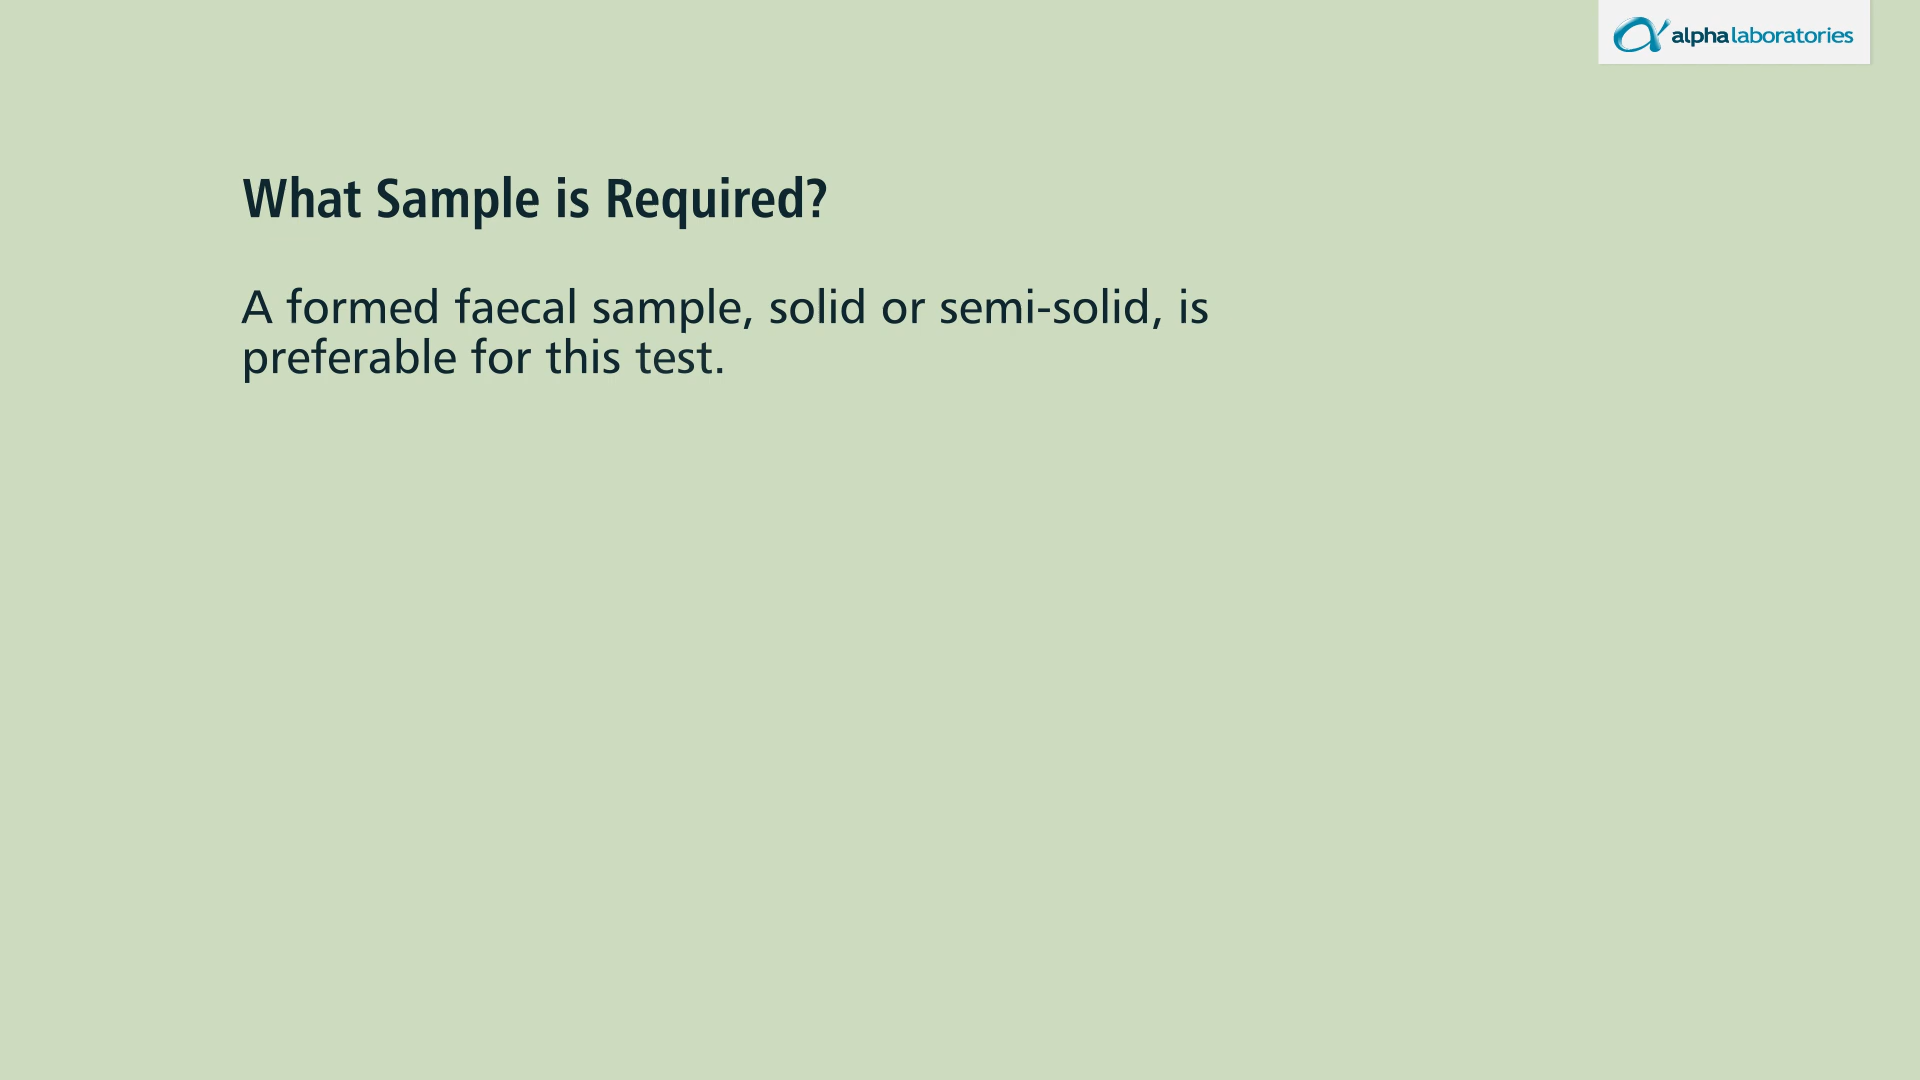 alphalaboratories
What Sample is Required?
A formed faecal sample, solid or semi-solid, is
preferable for this test.